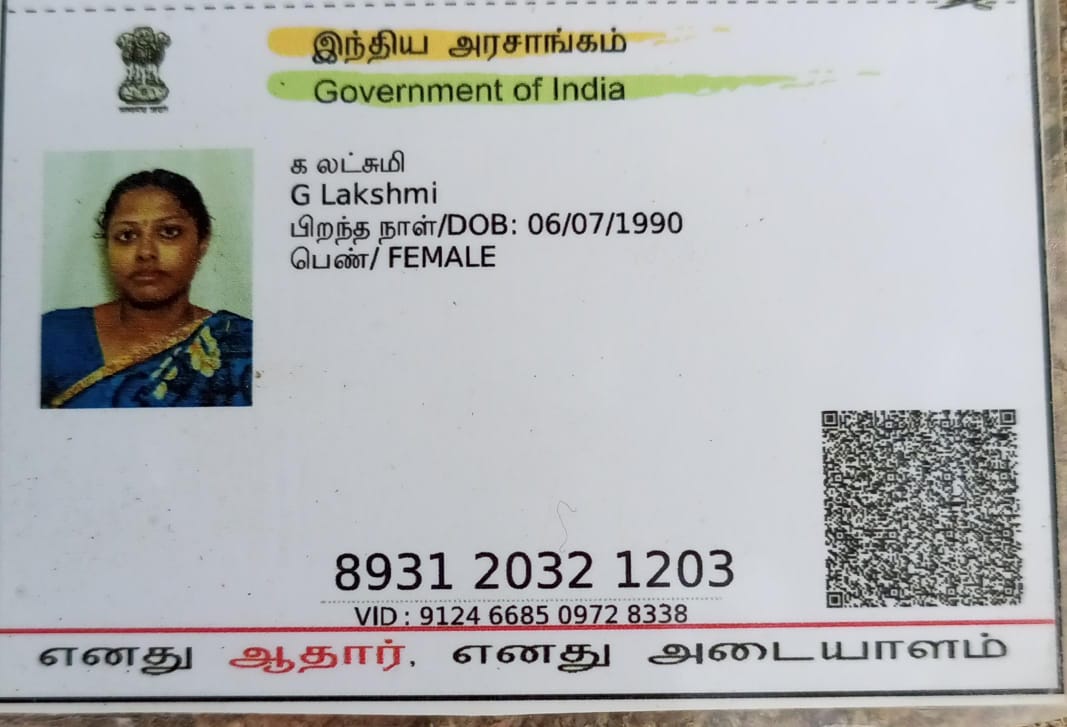 இந்திய அரசாங்கம்
Government of India
க லட்சுமி
G Lakshmi
பிறந்த நாள்/DOB: 06/07/1990
பெண்/ FEMALE
8931 2032 1203
VID : 9124 6685 0972 8338
எனது ஆதார், எனது அடையாளம்